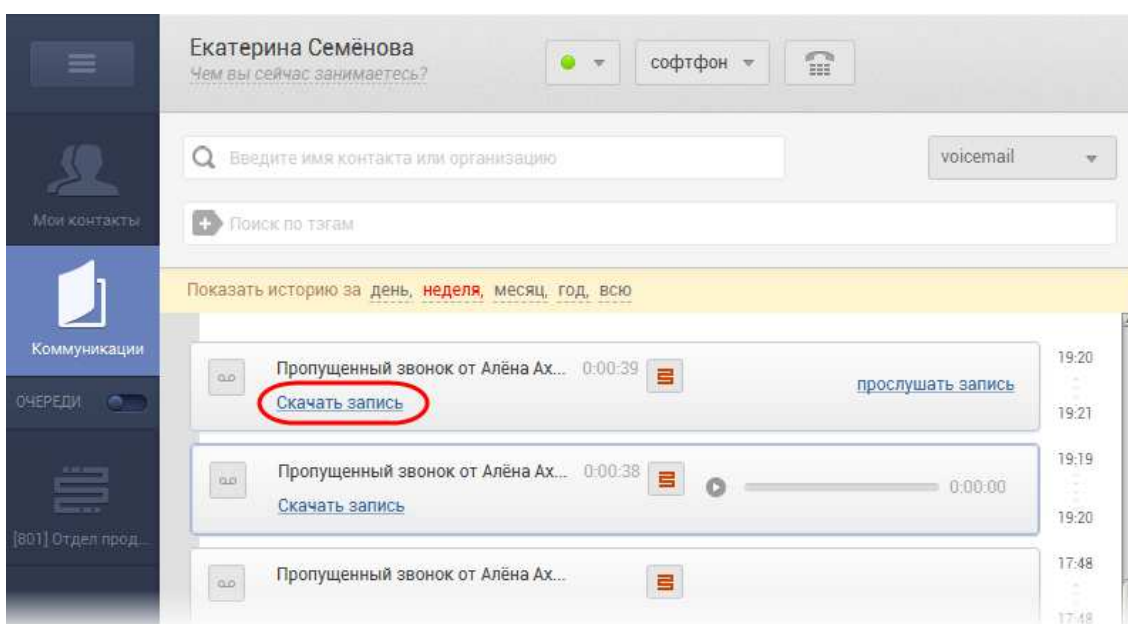 Екатерина Семёнова
Чем вы сейчас занимаетесь?
софтфон
Мои контакты
Введите имя контакта или организацию
voicemail
Поиск по тэгам
Показать историю за день, неделя, месяц, год, всю
Коммуникации
ОЧЕРЕДИ
[801] Отдел прод...
Пропущенный звонок от Алёна Ах... 0:00:39
Скачать запись
прослушать запись
19:20
19:21
Пропущенный звонок от Алёна Ах... 0:00:38
Скачать запись
0:00:00
19:19
19:20
Пропущенный звонок от Алёна Ах...
17:48
17:48